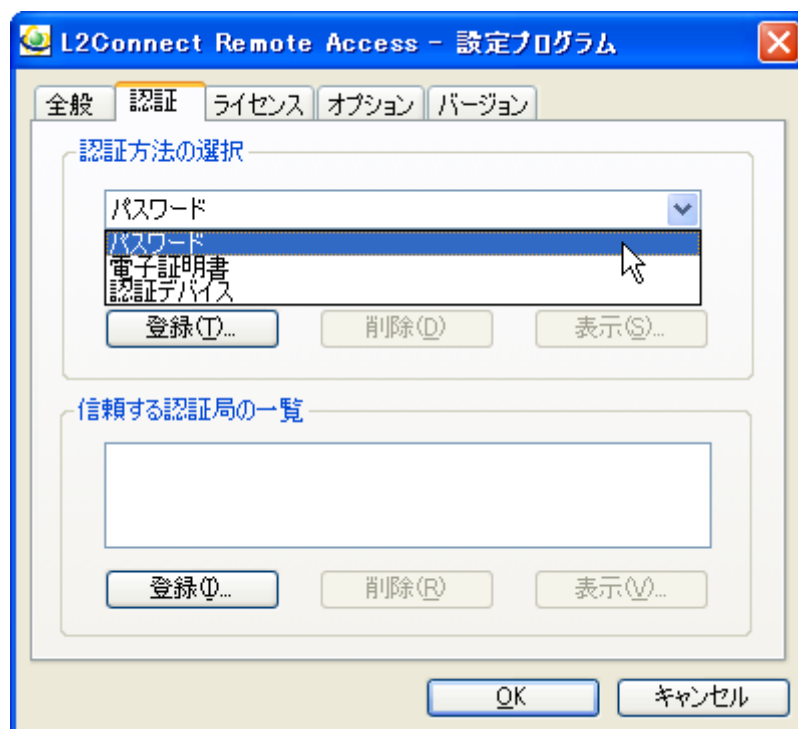 L2Connect Remote Access - 設定プログラム
全般 認証 ライセンス オプション バージョン
認証方法の選択
パスワード
パスワード
電子証明書
認証デバイス
登録(T)... 削除(D) 表示(S)...
信頼する認証局の一覧
登録(I)... 削除(R) 表示(V)...
OK キャンセル